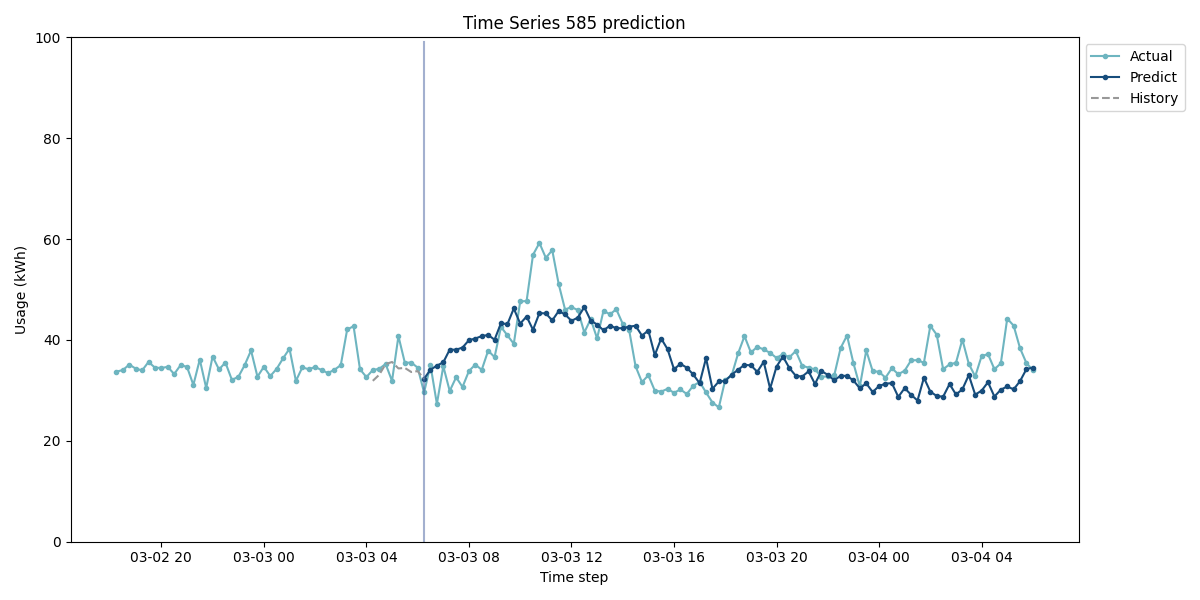 Time Series 585 prediction
100
80
60
40
20
0
Usage (kWh)
03-02 20
03-03 00
03-03 04
03-03 08
03-03 12
03-03 16
03-03 20
03-04 00
03-04 04
Time step
Actual
Predict
History